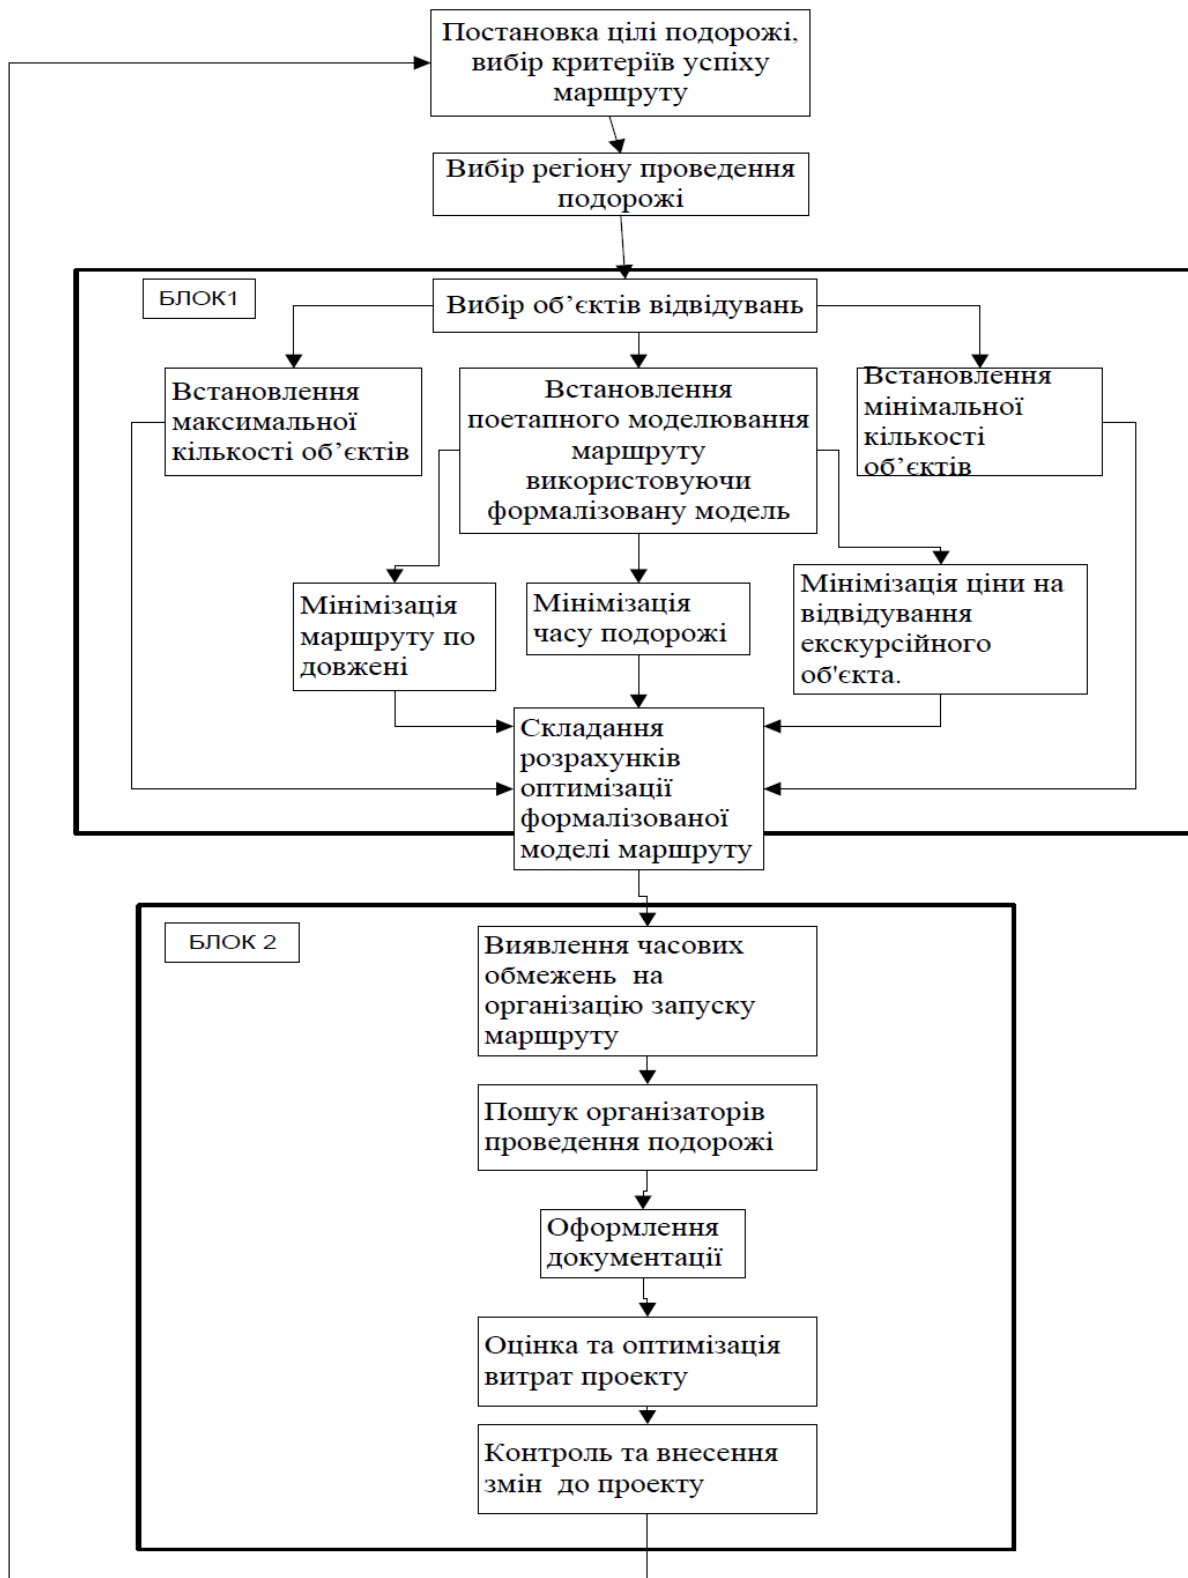 Постановка цілі подорожі,
вибір критеріїв успіху
маршруту
Вибір регіону проведення
подорожі
БЛОК1
Вибір об’єктів відвідувань
Встановлення
максимальної
кількості об’єктів
Встановлення
поетапного моделювання
маршруту
використовуючи
формалізовану модель
Встановлення
мінімальної
кількості
об’єктів
Мінімізація
маршруту по
довжені
Мінімізація
часу подорожі
Мінімізація ціни на
відвідування
екскурсійного
об'єкта.
Складання
розрахунків
оптимізації
формалізованої
моделі маршруту
БЛОК 2
Виявлення часових
обмежень на
організацію запуску
маршруту
Пошук організаторів
проведення подорожі
Оформлення
документації
Оцінка та оптимізація
витрат проекту
Контроль та внесення
змін до проекту